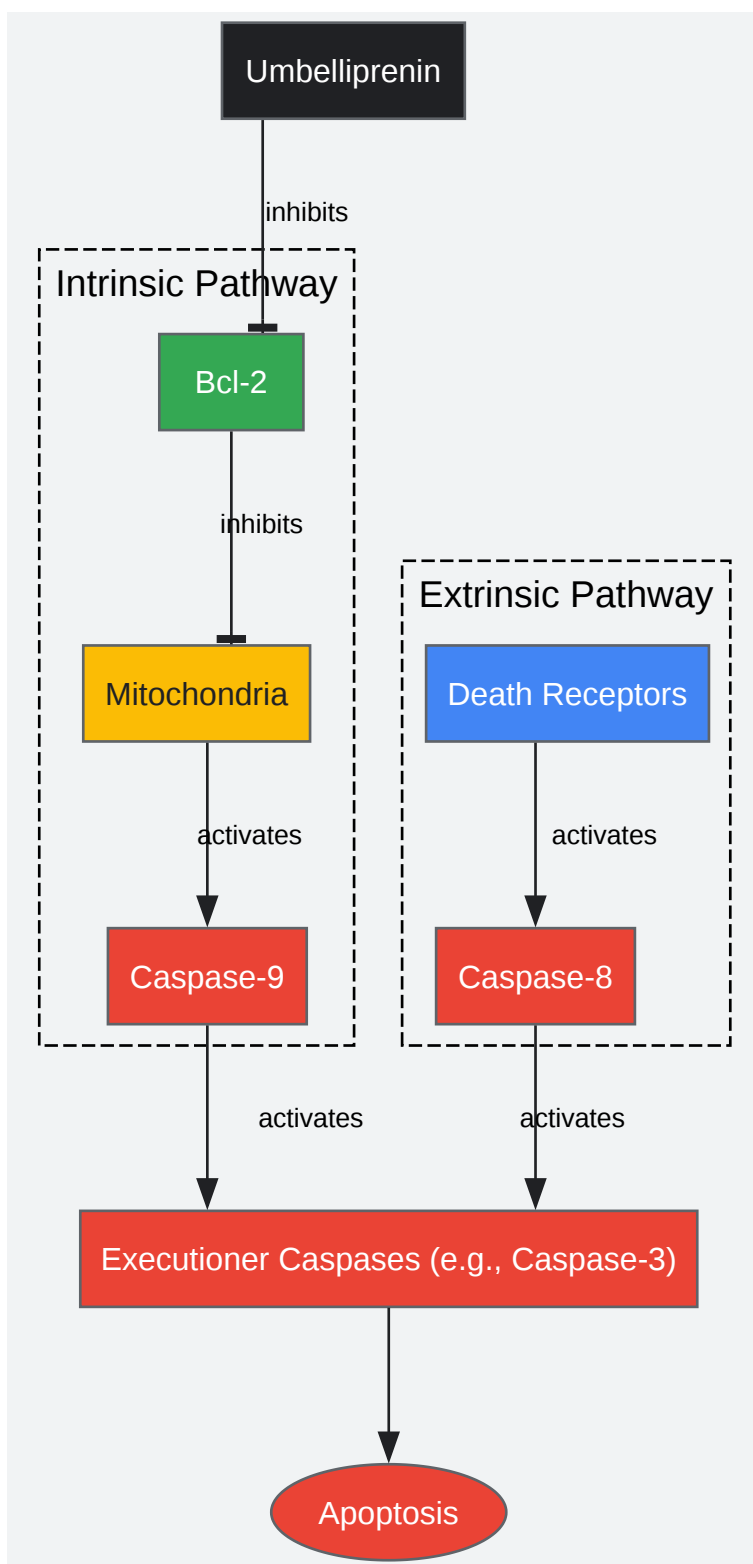 Umbelliprenin
inhibits
Intrinsic Pathway
Bcl-2
inhibits
Extrinsic Pathway
Mitochondria
Death Receptors
activates
activates
Caspase-9
Caspase-8
activates
activates
Executioner Caspases (e.g., Caspase-3)
Apoptosis